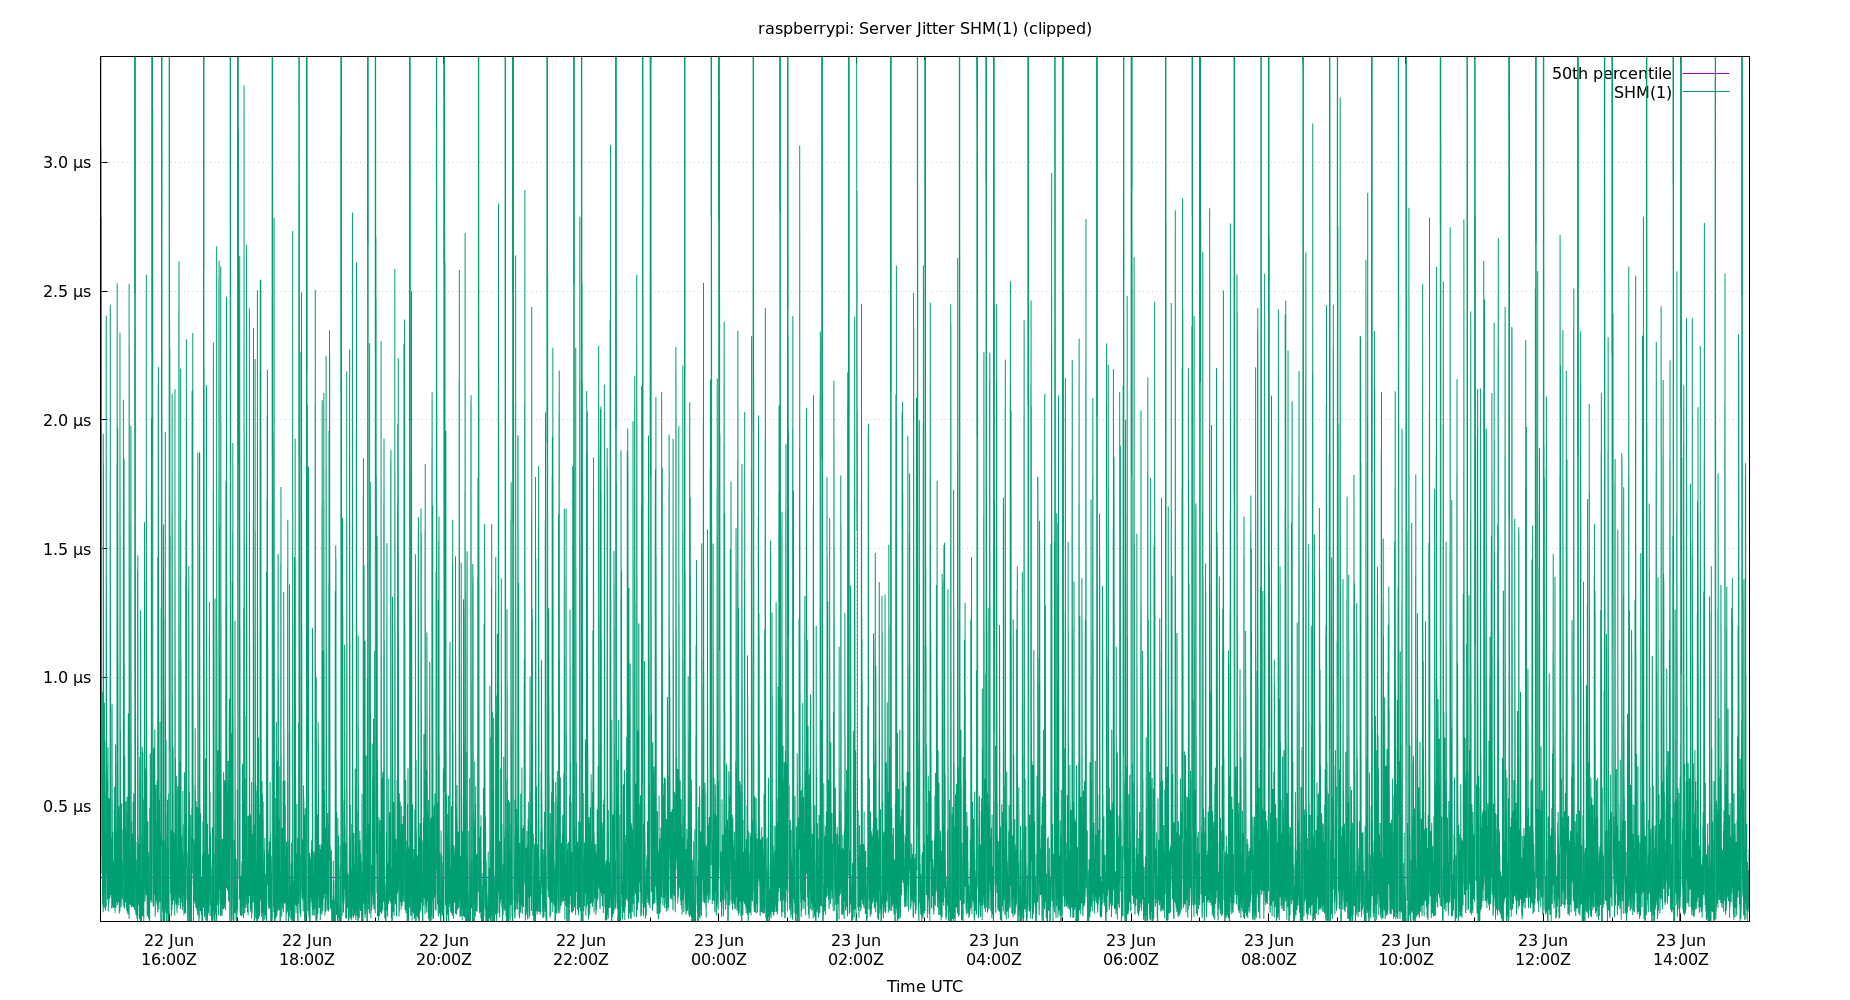 raspberrypi: Server Jitter SHM(1) (clipped)
50th percentile
SHM(1)
3.0 µs
2.5 µs
2.0 µs
1.5 µs
1.0 µs
0.5 µs
22 Jun 22 Jun 22 Jun 22 Jun 23 Jun 23 Jun 23 Jun 23 Jun 23 Jun 23 Jun 23 Jun 23 Jun
16:00Z 18:00Z 20:00Z 22:00Z 00:00Z 02:00Z 04:00Z 06:00Z 08:00Z 10:00Z 12:00Z 14:00Z
Time UTC